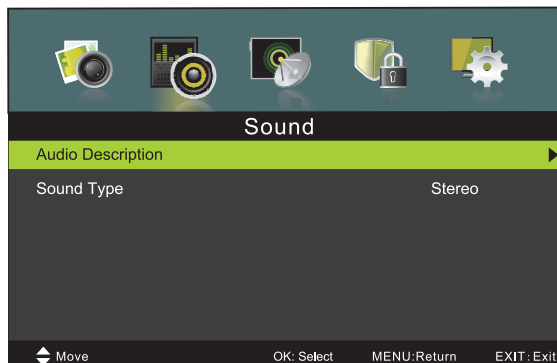 Sound
Audio Description
Sound Type Stereo
Move OK: Select MENU:Return EXIT:Exit